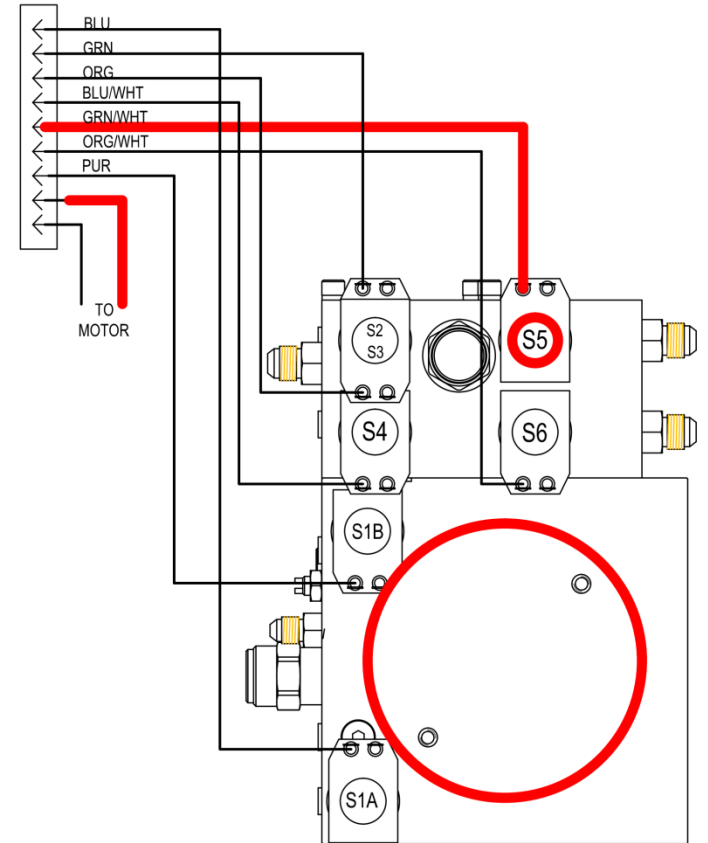 BLU
GRN
ORG
BLU/WHT
GRN/WHT
ORG/WHT
PUR
TO
MOTOR
S2
S3
S5
S4
S6
S1B
S1A